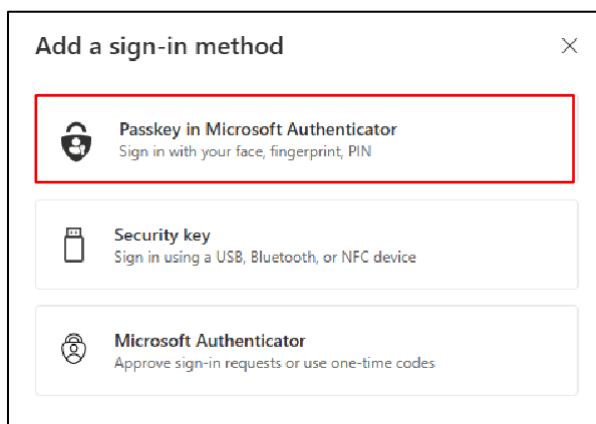 Add a sign-in method
Passkey in Microsoft Authenticator
Sign in with your face, fingerprint, PIN
Security key
Sign in using a USB, Bluetooth, or NFC device
Microsoft Authenticator
Approve sign-in requests or use one-time codes